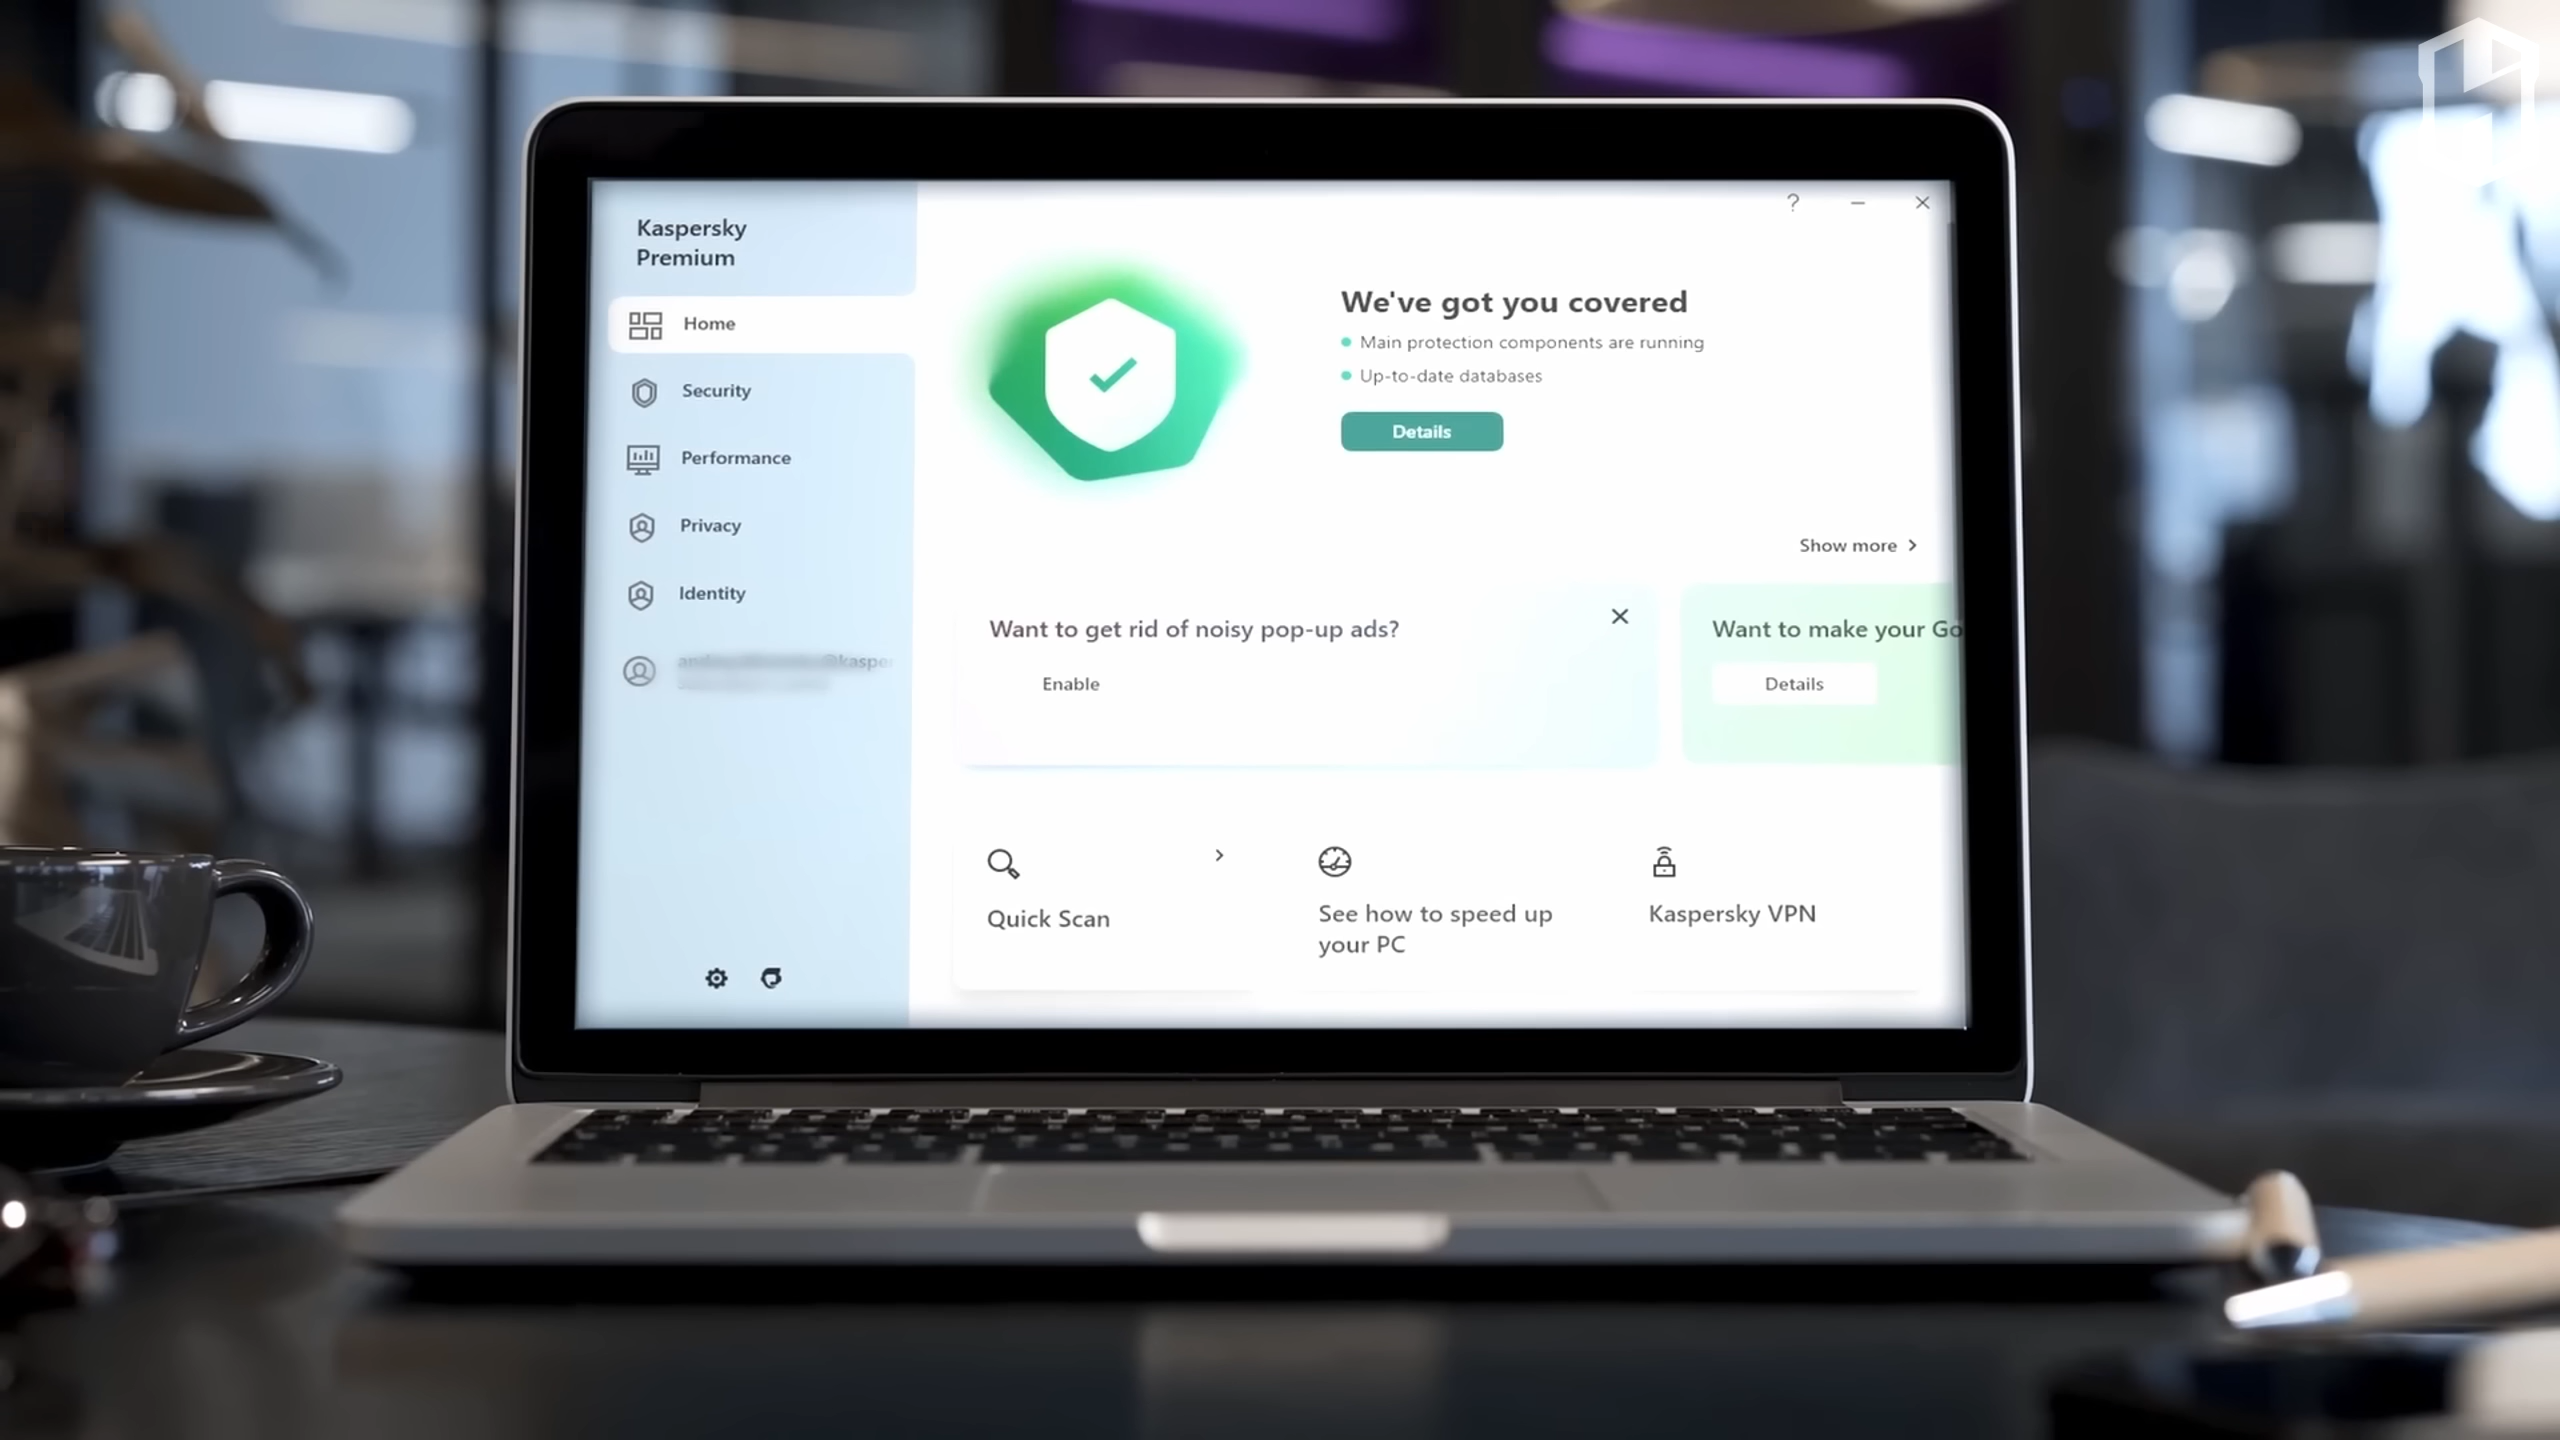 Kaspersky
Premium
Home
Security
Performance
Privacy
Identity
We've got you covered
Main protection components are running
Up-to-date databases
Details
Show more
Want to get rid of noisy pop-up ads?
Enable
Want to make your Go
Details
Quick Scan
See how to speed up
your PC
Kaspersky VPN